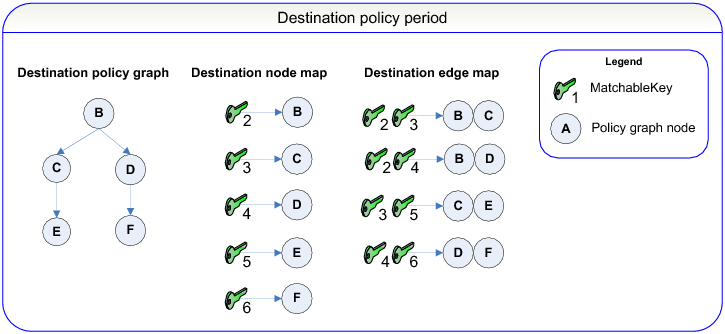 Destination policy period
Destination policy graph
B
C D
E F
Destination node map
2 B
3 C
4 D
5 E
6 F
Destination edge map
2 3 B C
2 4 B D
3 5 C E
4 6 D F
Legend
1 MatchableKey
A Policy graph node